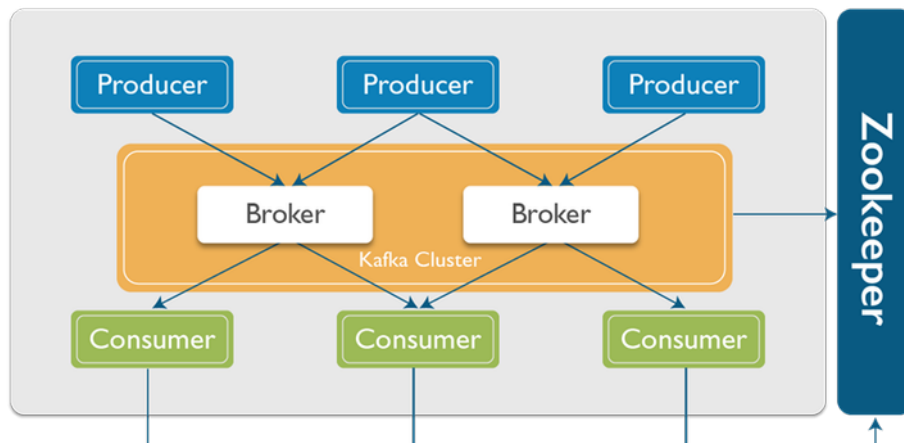 Producer
Producer
Producer
Broker
Broker
Kafka Cluster
Consumer
Consumer
Consumer
Zookeeper